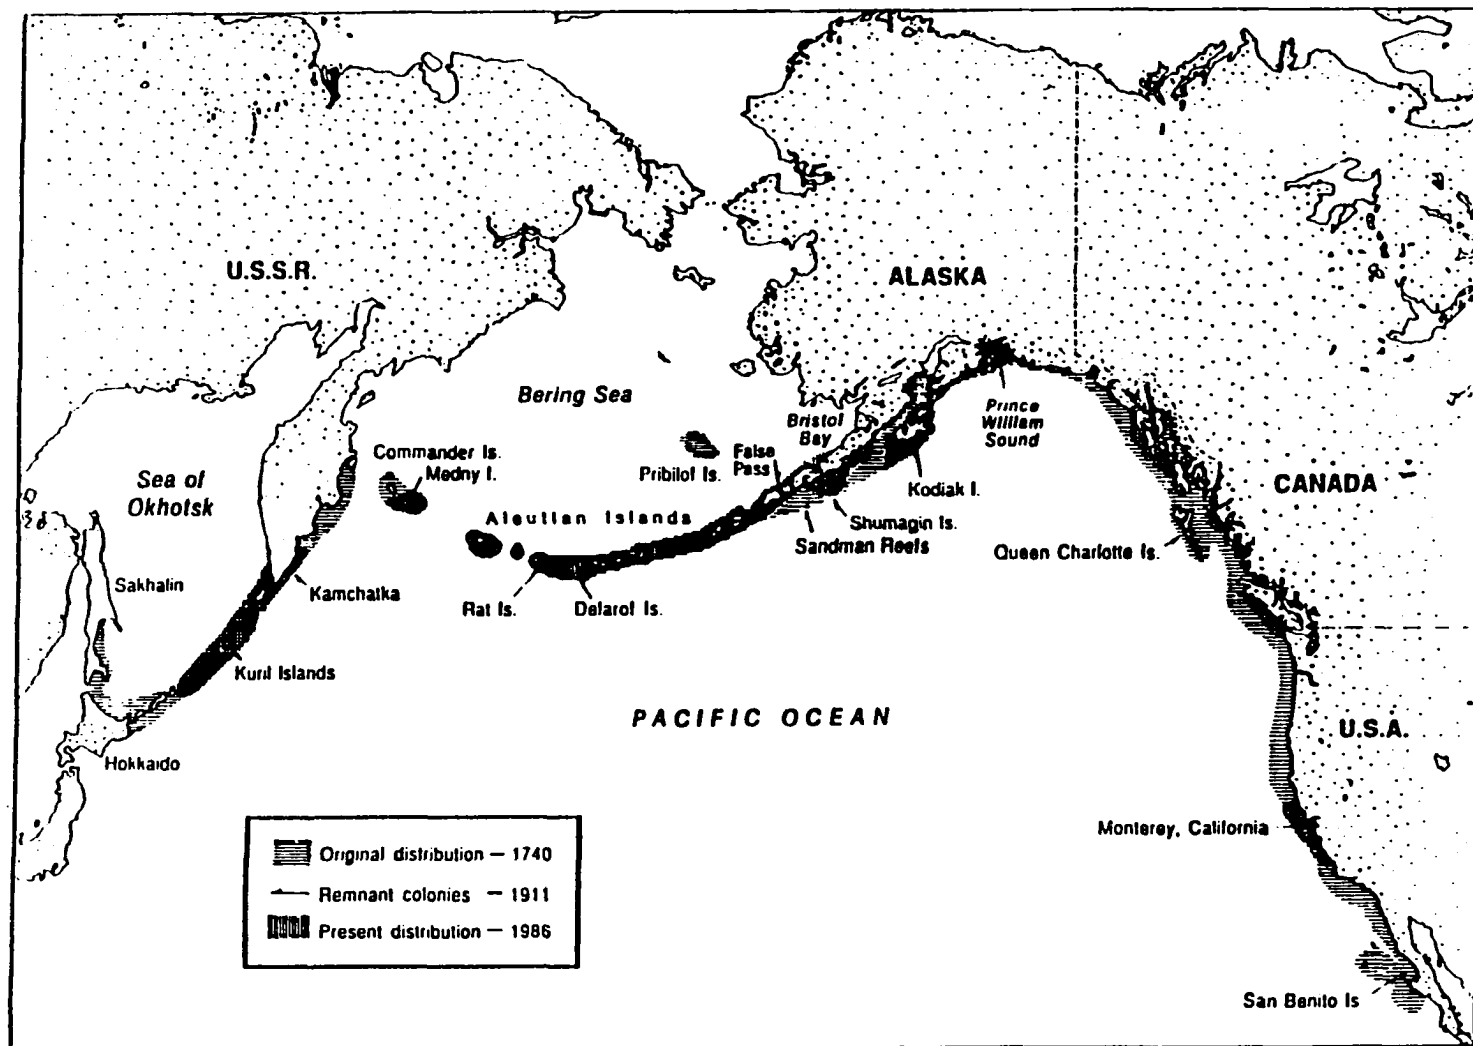 U.S.S.R.
ALASKA
Bering Sea
Bristol
Bay
Prince
William
Sound
Commander Is.
Medny I.
Pribilof Is.
False
Pass
Kodiak I.
CANADA
Sea of
Okhotsk
Aleutian Islands
Shumagin Is.
Sandman Reefs
Queen Charlotte Is.
Sakhalin
Kamchatka
Rat Is.
Delarof Is.
Kuril Islands
PACIFIC OCEAN
U.S.A.
Hokkaido
Monterey, California
Original distribution — 1740
Remnant colonies — 1911
Present distribution — 1986
San Benito Is